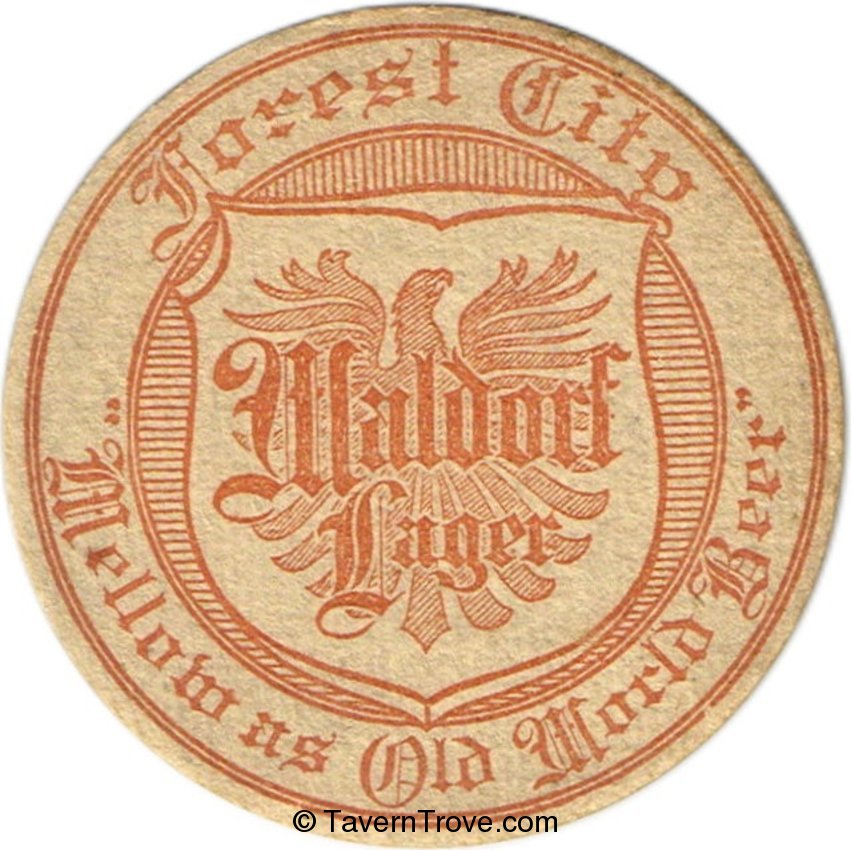 Forest City
Waldorf
Lager
"Mellow as Old World Beer"
© TavernTrove.com